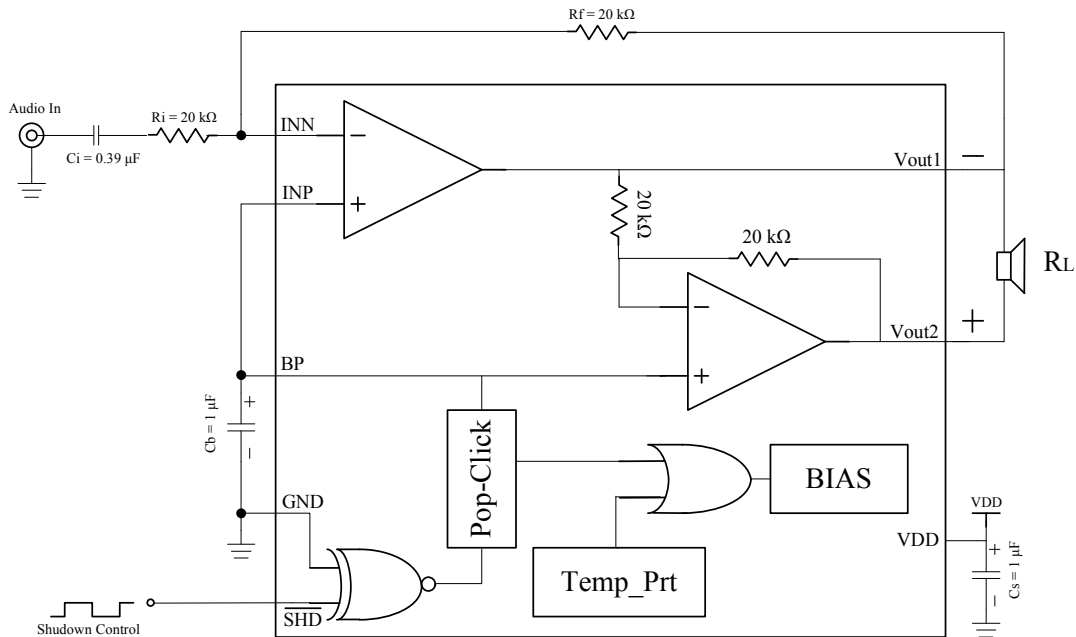 Rf = 20 kΩ
Audio In
Ri = 20 kΩ
Ci = 0.39 μF
INN
INP
Vout1
20 kΩ
20 kΩ
RL
Vout2
BP
Cb = 1 μF
Pop-Click
BIAS
GND
VDD
VDD
Cs = 1 μF
Temp_Prt
SHD
Shudown Control